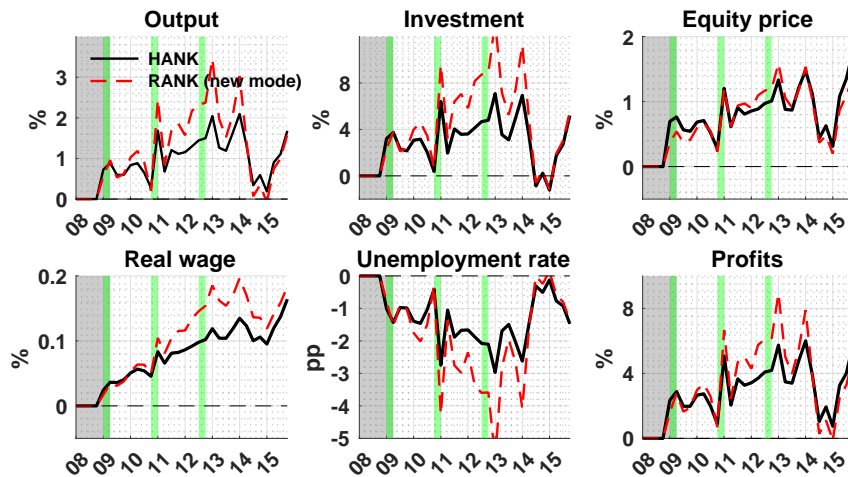 Output
Investment
Equity price
%
3
2
1
0
HANK
RANK (new mode)
08 09 10 11 12 13 14 15
%
8
4
0
08 09 10 11 12 13 14 15
%
2
1
0
08 09 10 11 12 13 14 15
Real wage
Unemployment rate
Profits
%
0.2
0.1
0
08 09 10 11 12 13 14 15
pp
0
-1
-2
-3
-4
-5
08 09 10 11 12 13 14 15
%
8
4
0
08 09 10 11 12 13 14 15